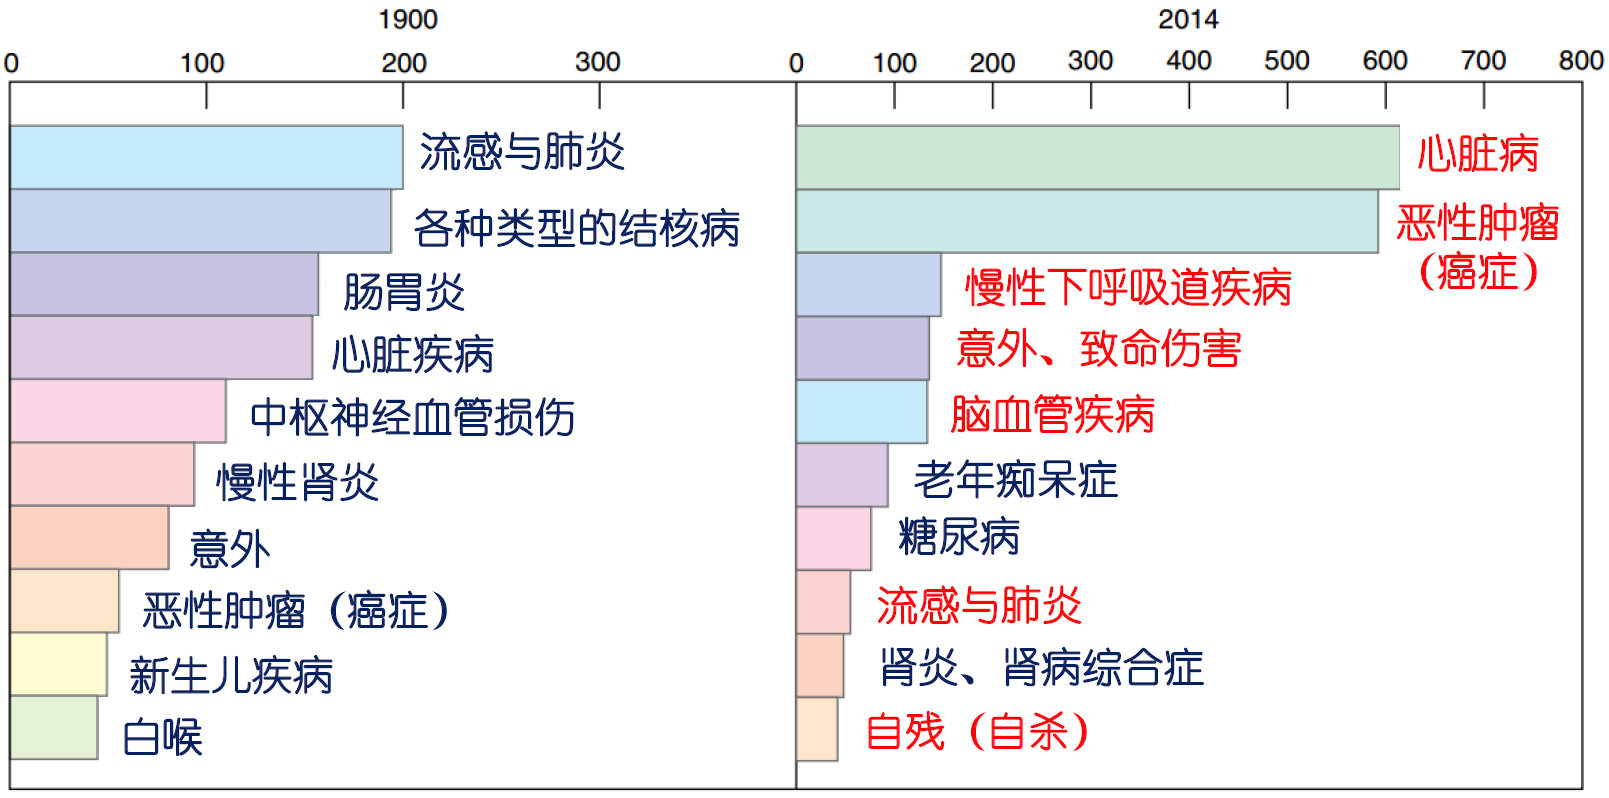 1900
0 100 200 300
流感与肺炎
各种类型的结核病
肠胃炎
心脏疾病
中枢神经血管损伤
慢性肾炎
意外
恶性肿瘤（癌症）
新生儿疾病
白喉
2014
0 100 200 300 400 500 600 700 800
心脏病
恶性肿瘤
（癌症）
慢性下呼吸道疾病
意外、致命伤害
脑血管疾病
老年痴呆症
糖尿病
流感与肺炎
肾炎、肾病综合症
自残（自杀）